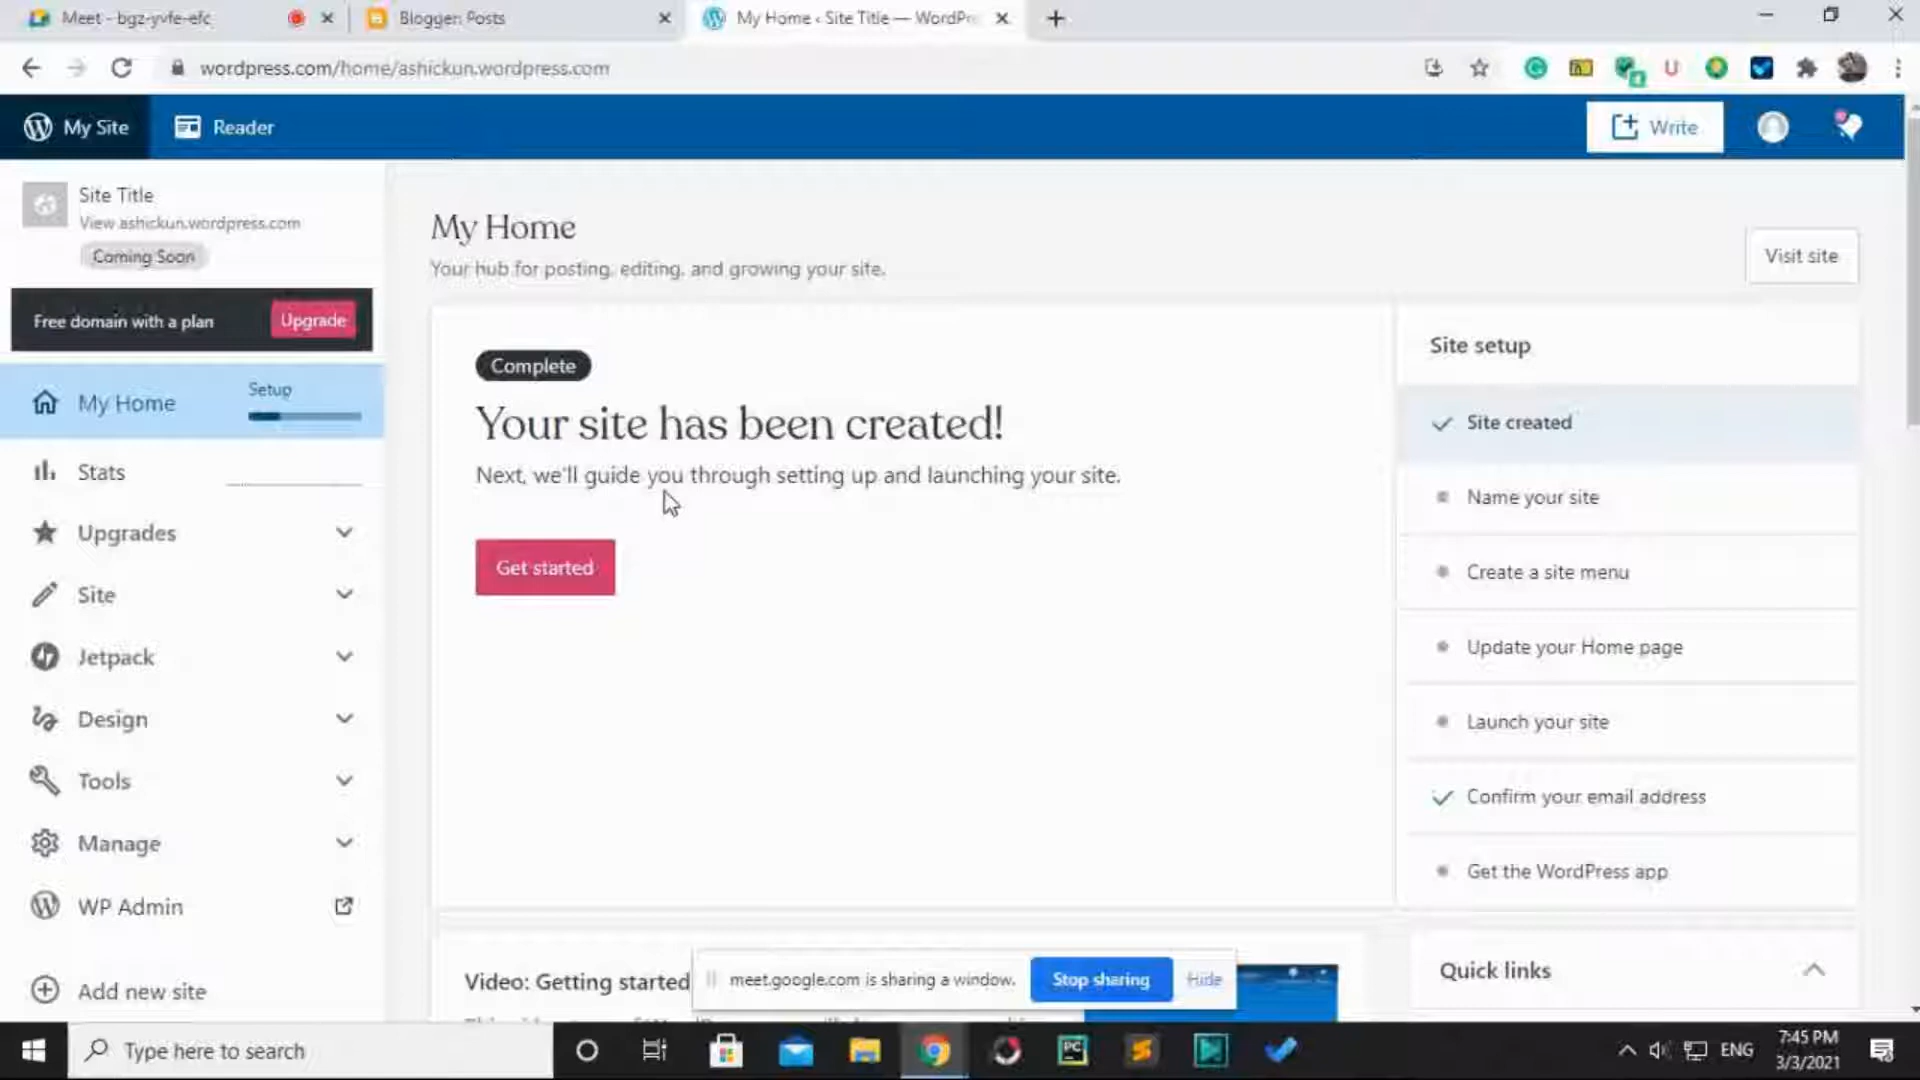 Meet - bgz-yvfe-efc
Blogger: Posts
My Home ‹ Site Title — WordPre
wordpress.com/home/ashickun.wordpress.com
My Site
Reader
Write
Site Title
View ashickun.wordpress.com
Coming Soon
Free domain with a plan
Upgrade
My Home
Setup
Stats
Upgrades
Site
Jetpack
Design
Tools
Manage
WP Admin
Add new site
My Home
Your hub for posting, editing, and growing your site.
Visit site
Complete
Your site has been created!
Next, we'll guide you through setting up and launching your site.
Get started
Site setup
Site created
Name your site
Create a site menu
Update your Home page
Launch your site
Confirm your email address
Get the WordPress app
Quick links
Video: Getting started
meet.google.com is sharing a window.
Stop sharing
Hide
Type here to search
ENG
7:45 PM
3/3/2021